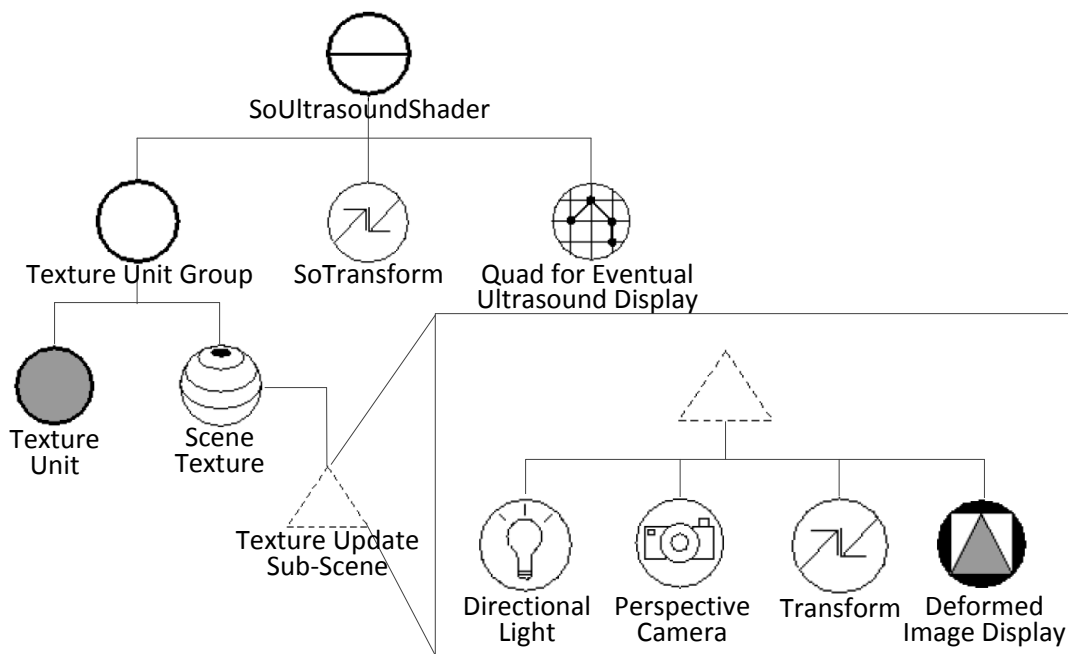 SoUltrasoundShader
Texture Unit Group
SoTransform
Quad for Eventual
Ultrasound Display
Texture
Unit
Scene
Texture
Texture Update
Sub-Scene
Directional
Light
Perspective
Camera
Transform
Deformed
Image Display